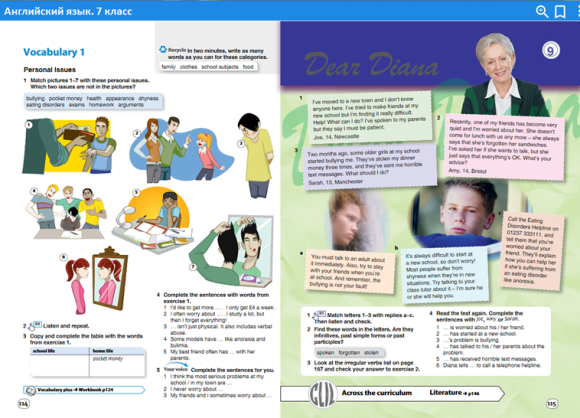 Английский язык. 7 класс
Vocabulary 1
Personal Issues
1 Match pictures 1–7 with these personal issues.
Which two issues are not in the pictures?
bullying pocket money health appearance shyness
eating disorders exams homework arguments
Recycle In two minutes, write as many
words as you can for these categories.
family clothes school subjects food
1
2
3
4
5
6
7
2 Listen and repeat.
3 Copy and complete the table with the words
from exercise 1.
school life
home life
pocket money
Vocabulary plus → Workbook p124
114
4 Complete the sentences with words from
exercise 1.
1 I'd like to get more … . I only get £4 a week.
2 I often worry about … . I study a lot, but
then I forget everything!
3 … isn't just physical. It also includes verbal
abuse.
4 Some models have … like anorexia and
bulimia.
5 My best friend often has … with her
parents.
5 Your voice Complete the sentences for you.
1 I think the most serious problems at my
school / in my town are …
2 I never worry about …
3 My friends and I sometimes worry about …
Dear Diana
9
1
I've moved to a new town and I don't know
anyone here. I've tried to make friends at my
new school but I'm finding it really difficult.
Help! What can I do? I've spoken to my parents
but they say I must be patient.
Joe, 14, Newcastle
2
Recently, one of my friends has become very
quiet and I'm worried about her. She doesn't
come for lunch with us any more – she always
says that she's forgotten her sandwiches.
I've asked her if she wants to talk, but she
just says that everything's OK. What's your
advice?
Amy, 14, Bristol
3
Two months ago, some older girls at my school
started bullying me. They've stolen my dinner
money three times, and they've sent me horrible
text messages. What should I do?
Sarah, 13, Manchester
a
You must talk to an adult about
it immediately. Also, try to stay
with your friends when you're
at school. And remember, the
bullying is not your fault!
b
It's always difficult to start at
a new school, so don't worry!
Most people suffer from
shyness when they're in new
situations. Try talking to your
class tutor about it – I'm sure he
or she will help you.
Call the Eating
Disorders Helpline on
01237 333111, and
tell them that you're
worried about your
friend. They'll explain
how you can help her
if she's suffering from
an eating disorder
like anorexia.
1 Match letters 1–3 with replies a–c.
Then listen and check.
2 Find these words in the letters. Are they
infinitives, past simple forms or past
participles?
spoken forgotten stolen
3 Look at the irregular verbs list on page
167 and check your answer to exercise 2.
4 Read the text again. Complete the
sentences with Joe, Amy or Sarah.
1 … is worried about his / her friend.
2 … has started at a new school.
3 …'s problem is bullying.
4 … has talked to his / her parents about the
problem.
5 … has received horrible text messages.
6 Diana tells … to call a telephone helpline.
CLIL
Across the curriculum
Literature → p146
115